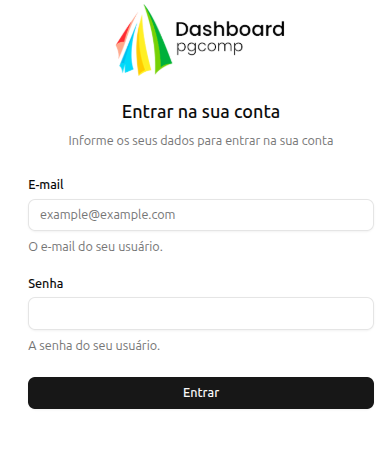 Dashboard
pgcomp
Entrar na sua conta
Informe os seus dados para entrar na sua conta
E-mail
example@example.com
O e-mail do seu usuário.
Senha
A senha do seu usuário.
Entrar